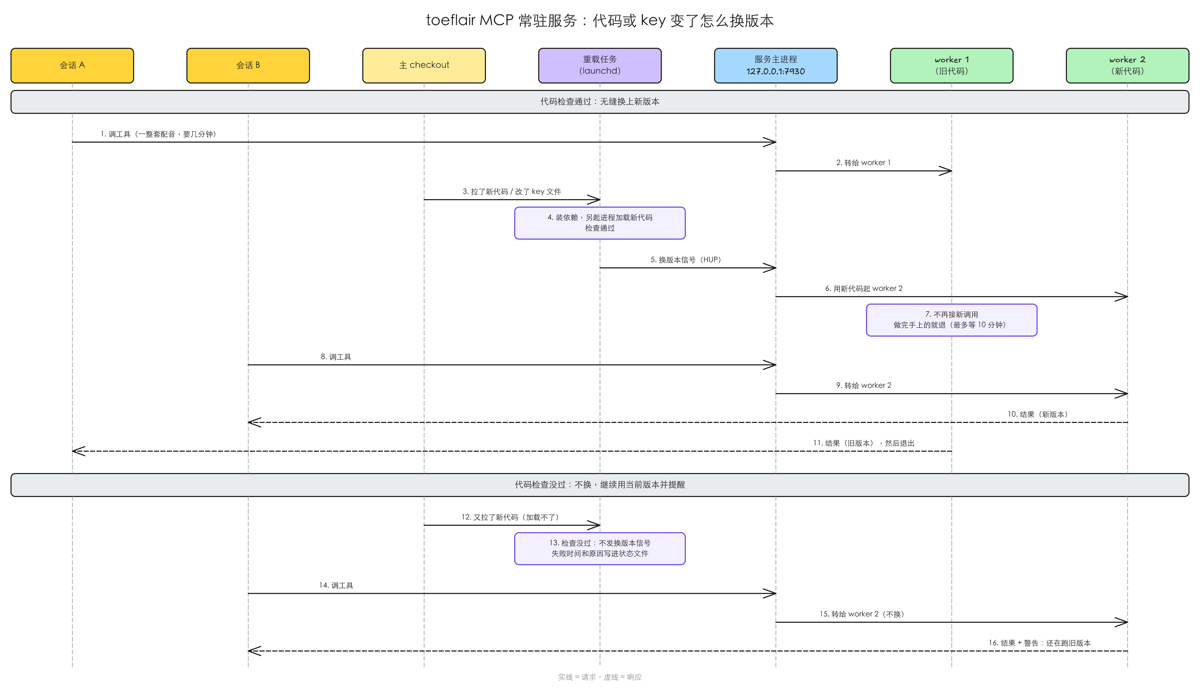 toeflair MCP 常驻服务：代码或 key 变了怎么换版本
会话 A
会话 B
主 checkout
重载任务
（launchd）
服务主进程
127.0.0.1:7930
worker 1
（旧代码）
worker 2
（新代码）
代码检查通过：无缝换上新版本
1. 调工具（一整套配音，要几分钟）
2. 转给 worker 1
3. 拉了新代码 / 改了 key 文件
4. 装依赖，另起进程加载新代码
检查通过
5. 换版本信号（HUP）
6. 用新代码起 worker 2
7. 不再接新调用
做完手上的就退（最多等 10 分钟）
8. 调工具
9. 转给 worker 2
10. 结果（新版本）
11. 结果（旧版本），然后退出
代码检查没过：不换，继续用当前版本并提醒
12. 又拉了新代码（加载不了）
13. 检查没过：不发换版本信号
失败时间和原因写进状态文件
14. 调工具
15. 转给 worker 2（不换）
16. 结果 + 警告：还在跑旧版本
实线 = 请求，虚线 = 响应